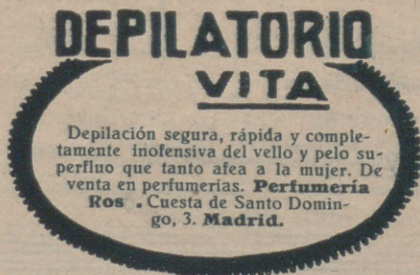 DEPILATORIO
VITA
Depilación segura, rápida y comple-
tamente inofensiva del vello y pelo su-
perfluo que tanto afea a la mujer. De
venta en perfumerías. Perfumería
Ros . Cuesta de Santo Domin-
go, 3. Madrid.